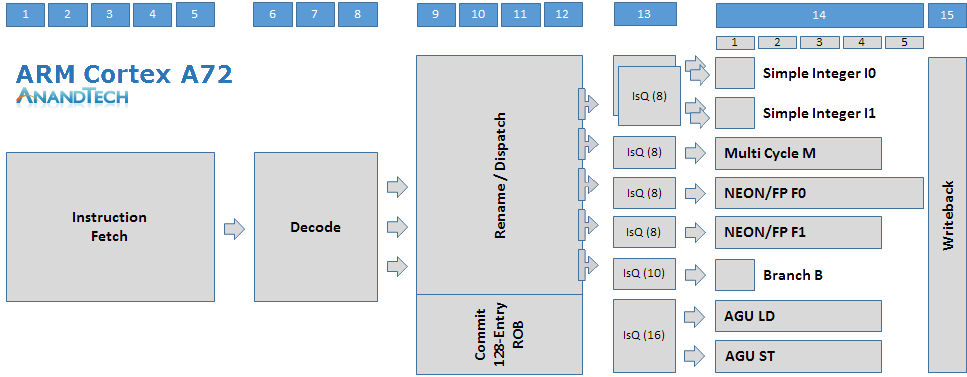 1 2 3 4 5 6 7 8 9 10 11 12 13 14 15
1 2 3 4 5
ARM Cortex A72
ANANDTECH
Instruction
Fetch
Decode
Rename / Dispatch
Commit
128-Entry
ROB
IsQ (8)
IsQ (8)
IsQ (8)
IsQ (8)
IsQ (10)
IsQ (16)
Simple Integer I0
Simple Integer I1
Multi Cycle M
NEON/FP F0
NEON/FP F1
Branch B
AGU LD
AGU ST
Writeback